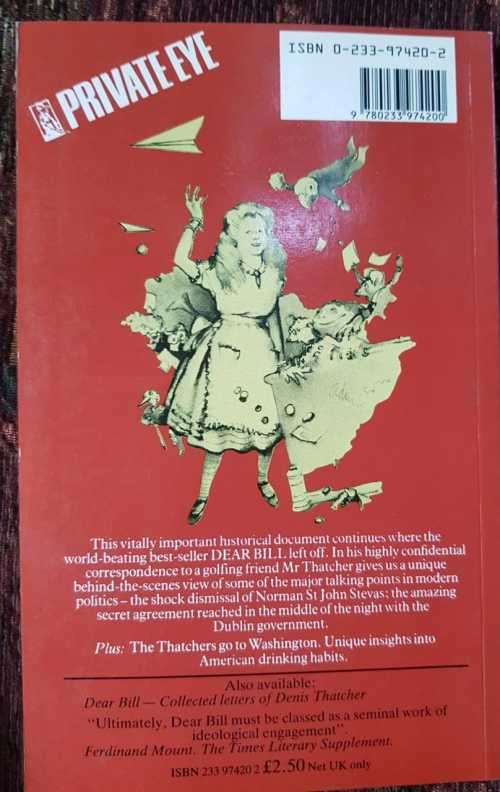 PRIVATE EYE
ISBN 0-233-97420-2
9 780233 974200
This vitally important historical document continues where the
world-beating best-seller DEAR BILL left off. In his highly confidential
correspondence to a golfing friend Mr Thatcher gives us a unique
behind-the-scenes view of some of the major talking points in modern
politics – the shock dismissal of Norman St John Stevas; the amazing
secret agreement reached in the middle of the night with the
Dublin government.
Plus: The Thatchers go to Washington. Unique insights into
American drinking habits.
Also available:
Dear Bill — Collected letters of Denis Thatcher
"Ultimately, Dear Bill must be classed as a seminal work of
ideological engagement".
Ferdinand Mount. The Times Literary Supplement.
ISBN 233 97420 2 £2.50 Net UK only